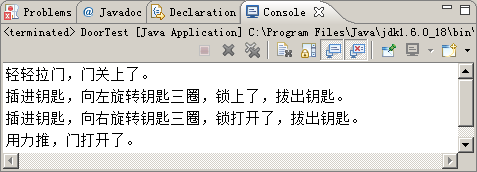 Problems @ Javadoc Declaration Console
<terminated> DoorTest [Java Application] C:\Program Files\Java\jdk1.6.0_18\bin\
轻轻拉门，门关上了。
插进钥匙，向左旋转钥匙三圈，锁上了，拔出钥匙。
插进钥匙，向右旋转钥匙三圈，锁打开了，拔出钥匙。
用力推，门打开了。